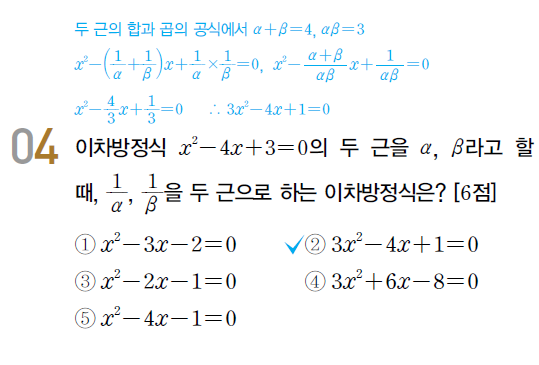 두 근의 합과 곱의 공식에서 α+β=4, αβ=3
x²−(1/α+1/β)x+1/α×1/β=0, x²−(α+β)/(αβ)x+1/(αβ)=0
x²−4/3x+1/3=0 ∴ 3x²−4x+1=0
04 이차방정식 x²−4x+3=0의 두 근을 α, β라고 할
때, 1/α, 1/β을 두 근으로 하는 이차방정식은? [6점]
① x²−3x−2=0 ② 3x²−4x+1=0
③ x²−2x−1=0 ④ 3x²+6x−8=0
⑤ x²−4x−1=0